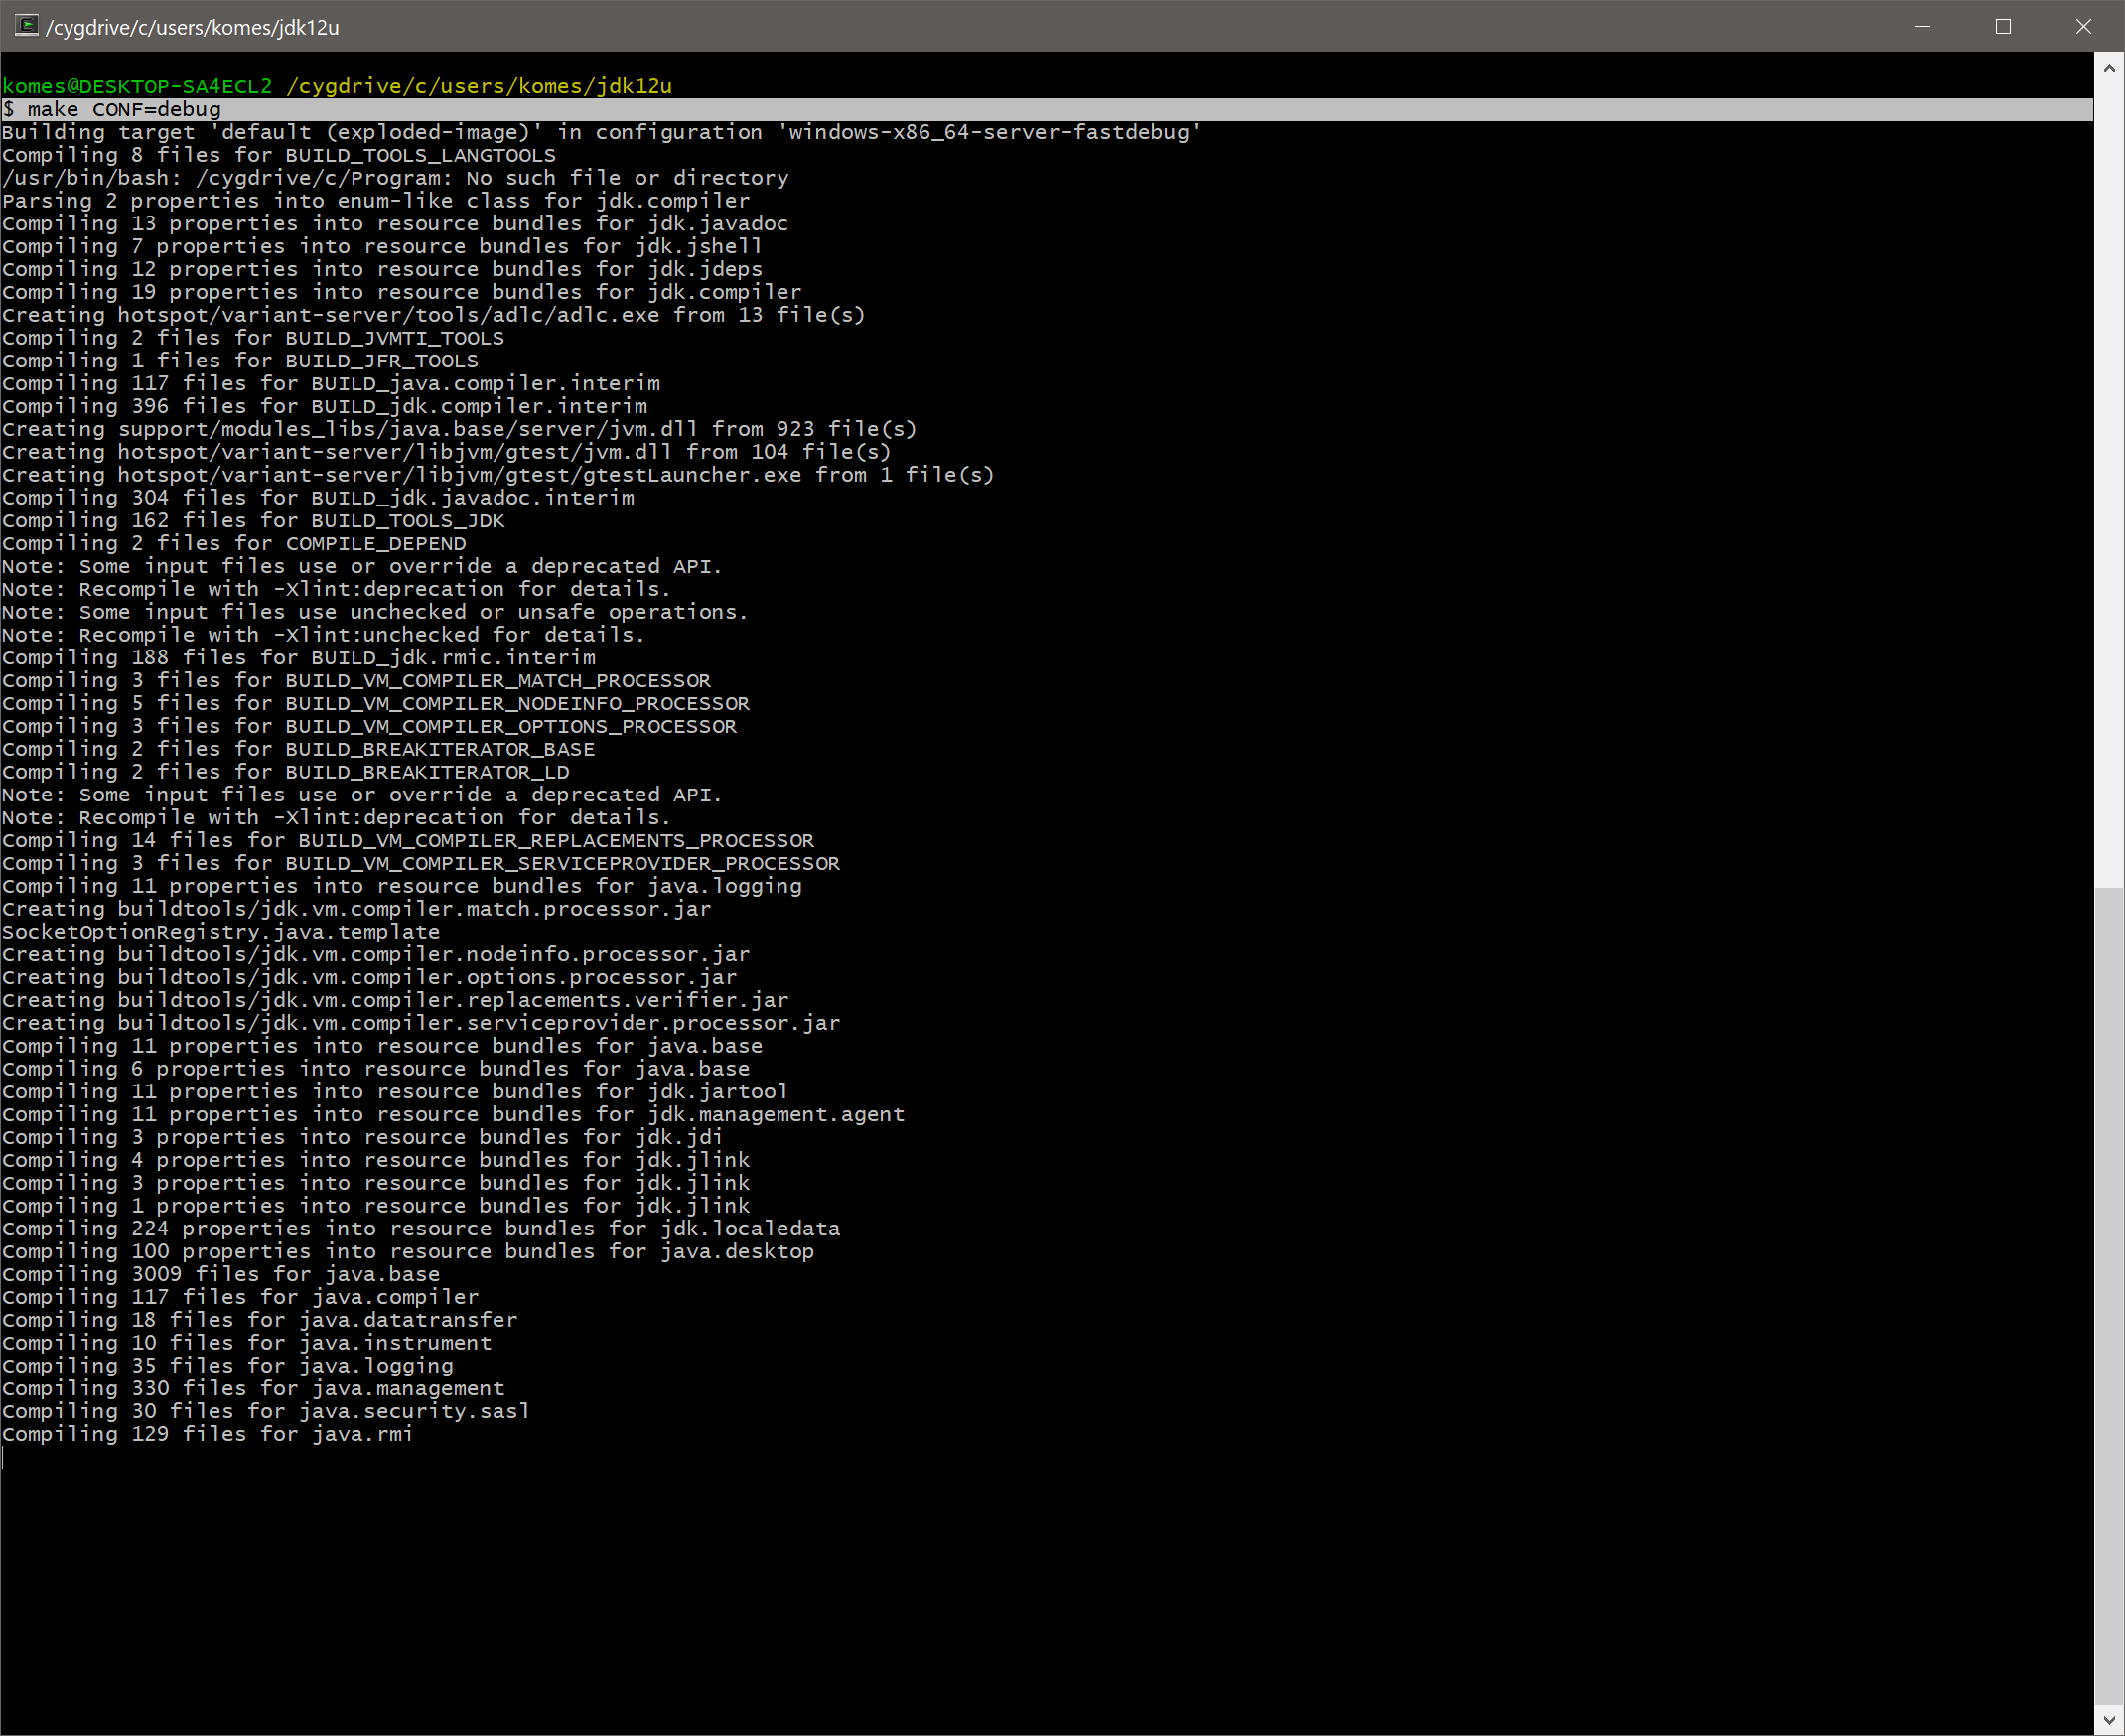 /cygdrive/c/users/komes/jdk12u
komes@DESKTOP-SA4ECL2 /cygdrive/c/users/komes/jdk12u
$ make CONF=debug
Building target 'default (exploded-image)' in configuration 'windows-x86_64-server-fastdebug'
Compiling 8 files for BUILD_TOOLS_LANGTOOLS
/usr/bin/bash: /cygdrive/c/Program: No such file or directory
Parsing 2 properties into enum-like class for jdk.compiler
Compiling 13 properties into resource bundles for jdk.javadoc
Compiling 7 properties into resource bundles for jdk.jshell
Compiling 12 properties into resource bundles for jdk.jdeps
Compiling 19 properties into resource bundles for jdk.compiler
Creating hotspot/variant-server/tools/adlc/adlc.exe from 13 file(s)
Compiling 2 files for BUILD_JVMTI_TOOLS
Compiling 1 files for BUILD_JFR_TOOLS
Compiling 117 files for BUILD_java.compiler.interim
Compiling 396 files for BUILD_jdk.compiler.interim
Creating support/modules_libs/java.base/server/jvm.dll from 923 file(s)
Creating hotspot/variant-server/libjvm/gtest/jvm.dll from 104 file(s)
Creating hotspot/variant-server/libjvm/gtest/gtestLauncher.exe from 1 file(s)
Compiling 304 files for BUILD_jdk.javadoc.interim
Compiling 162 files for BUILD_TOOLS_JDK
Compiling 2 files for COMPILE_DEPEND
Note: Some input files use or override a deprecated API.
Note: Recompile with -Xlint:deprecation for details.
Note: Some input files use unchecked or unsafe operations.
Note: Recompile with -Xlint:unchecked for details.
Compiling 188 files for BUILD_jdk.rmic.interim
Compiling 3 files for BUILD_VM_COMPILER_MATCH_PROCESSOR
Compiling 5 files for BUILD_VM_COMPILER_NODEINFO_PROCESSOR
Compiling 3 files for BUILD_VM_COMPILER_OPTIONS_PROCESSOR
Compiling 2 files for BUILD_BREAKITERATOR_BASE
Compiling 2 files for BUILD_BREAKITERATOR_LD
Note: Some input files use or override a deprecated API.
Note: Recompile with -Xlint:deprecation for details.
Compiling 14 files for BUILD_VM_COMPILER_REPLACEMENTS_PROCESSOR
Compiling 3 files for BUILD_VM_COMPILER_SERVICEPROVIDER_PROCESSOR
Compiling 11 properties into resource bundles for java.logging
Creating buildtools/jdk.vm.compiler.match.processor.jar
SocketOptionRegistry.java.template
Creating buildtools/jdk.vm.compiler.nodeinfo.processor.jar
Creating buildtools/jdk.vm.compiler.options.processor.jar
Creating buildtools/jdk.vm.compiler.replacements.verifier.jar
Creating buildtools/jdk.vm.compiler.serviceprovider.processor.jar
Compiling 11 properties into resource bundles for java.base
Compiling 6 properties into resource bundles for java.base
Compiling 11 properties into resource bundles for jdk.jartool
Compiling 11 properties into resource bundles for jdk.management.agent
Compiling 3 properties into resource bundles for jdk.jdi
Compiling 4 properties into resource bundles for jdk.jlink
Compiling 3 properties into resource bundles for jdk.jlink
Compiling 1 properties into resource bundles for jdk.jlink
Compiling 224 properties into resource bundles for jdk.localedata
Compiling 100 properties into resource bundles for java.desktop
Compiling 3009 files for java.base
Compiling 117 files for java.compiler
Compiling 18 files for java.datatransfer
Compiling 10 files for java.instrument
Compiling 35 files for java.logging
Compiling 330 files for java.management
Compiling 30 files for java.security.sasl
Compiling 129 files for java.rmi